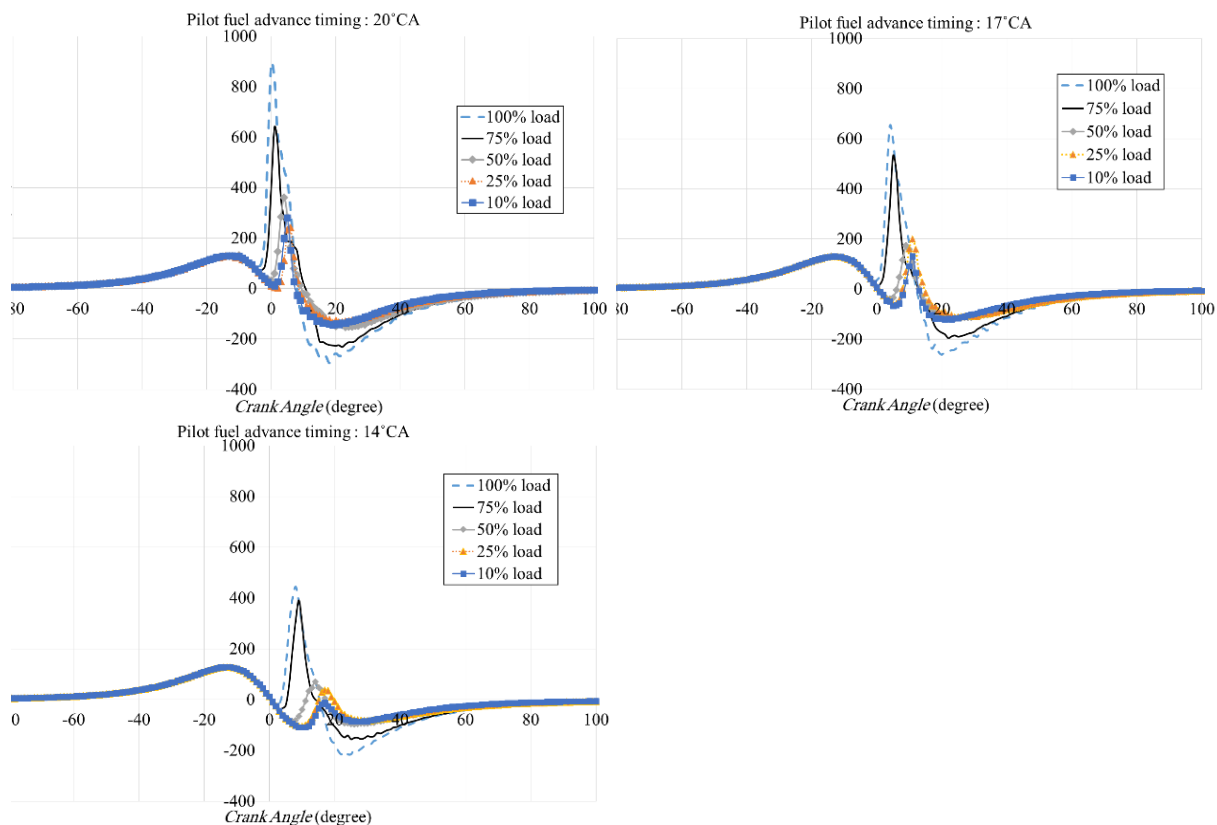 Pilot fuel advance timing : 20˚CA
1000
800
600
400
200
0
-200
-400
80
-60
-40
-20
0
20
40
60
80
100
100% load
75% load
50% load
25% load
10% load
Crank Angle (degree)
Pilot fuel advance timing : 17˚CA
1000
800
600
400
200
0
-200
-400
80
-60
-40
-20
0
20
40
60
80
100
100% load
75% load
50% load
25% load
10% load
Crank Angle (degree)
Pilot fuel advance timing : 14˚CA
1000
800
600
400
200
0
-200
-400
80
-60
-40
-20
0
20
40
60
80
100
100% load
75% load
50% load
25% load
10% load
Crank Angle (degree)